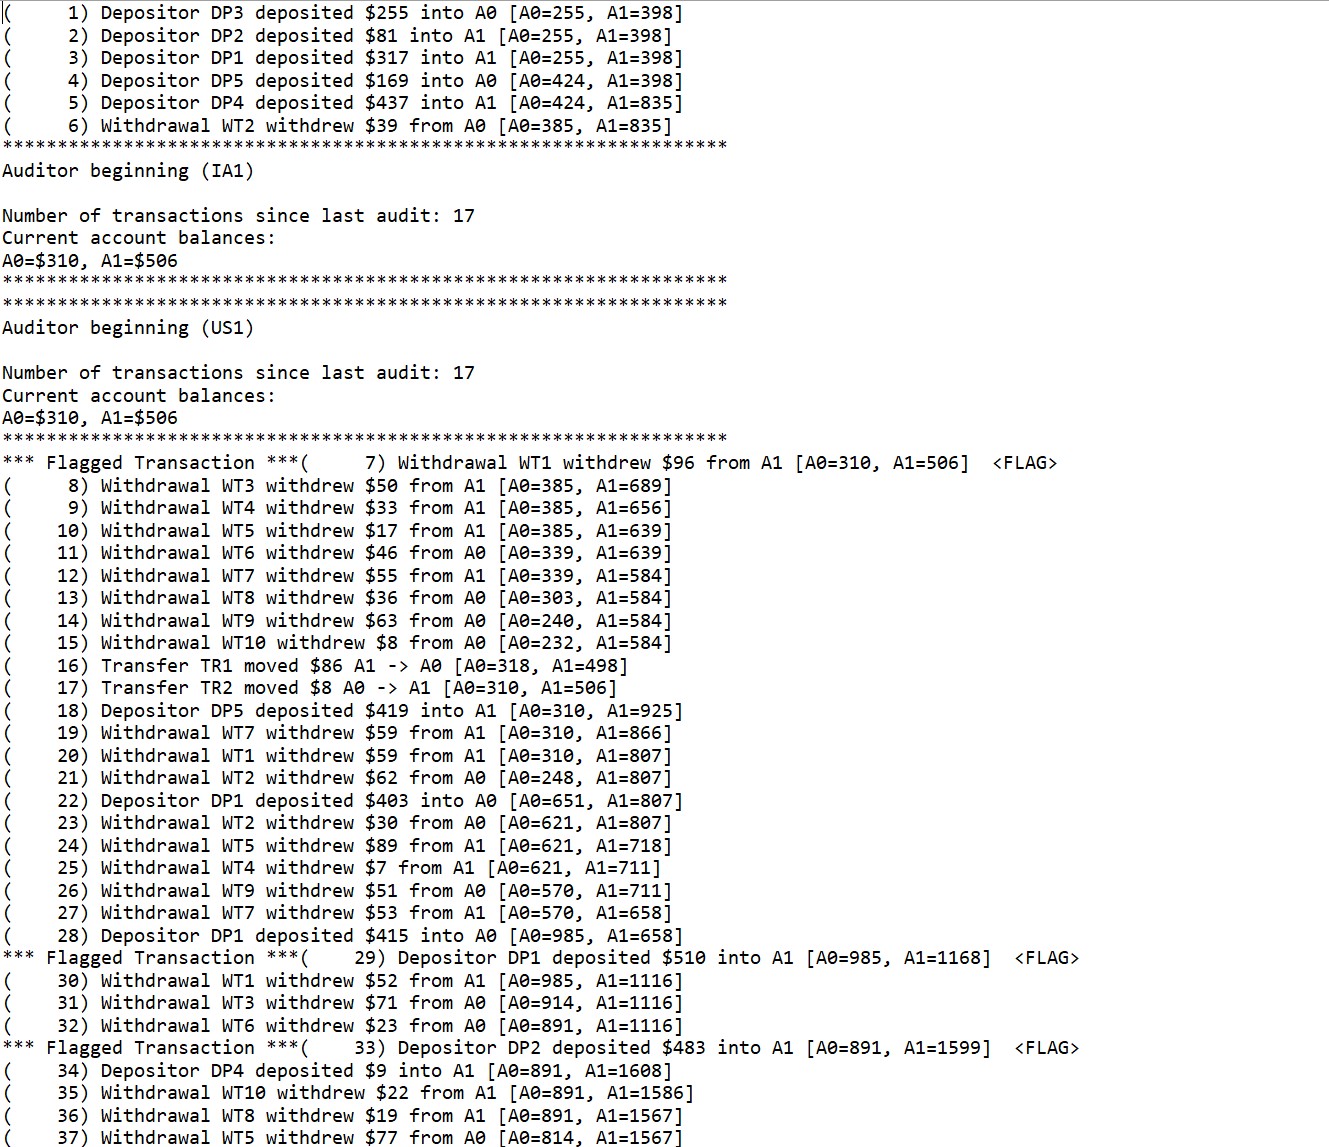 (     1) Depositor DP3 deposited $255 into A0 [A0=255, A1=398]
(     2) Depositor DP2 deposited $81 into A1 [A0=255, A1=398]
(     3) Depositor DP1 deposited $317 into A1 [A0=255, A1=398]
(     4) Depositor DP5 deposited $169 into A0 [A0=424, A1=398]
(     5) Depositor DP4 deposited $437 into A1 [A0=424, A1=835]
(     6) Withdrawal WT2 withdrew $39 from A0 [A0=385, A1=835]
******************************************************************
Auditor beginning (IA1)
Number of transactions since last audit: 17
Current account balances:
A0=$310, A1=$506
******************************************************************
******************************************************************
Auditor beginning (US1)
Number of transactions since last audit: 17
Current account balances:
A0=$310, A1=$506
******************************************************************
*** Flagged Transaction ***(     7) Withdrawal WT1 withdrew $96 from A1 [A0=310, A1=506]  <FLAG>
(     8) Withdrawal WT3 withdrew $50 from A1 [A0=385, A1=689]
(     9) Withdrawal WT4 withdrew $33 from A1 [A0=385, A1=656]
(    10) Withdrawal WT5 withdrew $17 from A1 [A0=385, A1=639]
(    11) Withdrawal WT6 withdrew $46 from A0 [A0=339, A1=639]
(    12) Withdrawal WT7 withdrew $55 from A1 [A0=339, A1=584]
(    13) Withdrawal WT8 withdrew $36 from A0 [A0=303, A1=584]
(    14) Withdrawal WT9 withdrew $63 from A0 [A0=240, A1=584]
(    15) Withdrawal WT10 withdrew $8 from A0 [A0=232, A1=584]
(    16) Transfer TR1 moved $86 A1 -> A0 [A0=318, A1=498]
(    17) Transfer TR2 moved $8 A0 -> A1 [A0=310, A1=506]
(    18) Depositor DP5 deposited $419 into A1 [A0=310, A1=925]
(    19) Withdrawal WT7 withdrew $59 from A1 [A0=310, A1=866]
(    20) Withdrawal WT1 withdrew $59 from A1 [A0=310, A1=807]
(    21) Withdrawal WT2 withdrew $62 from A0 [A0=248, A1=807]
(    22) Depositor DP1 deposited $403 into A0 [A0=651, A1=807]
(    23) Withdrawal WT2 withdrew $30 from A0 [A0=621, A1=807]
(    24) Withdrawal WT5 withdrew $89 from A1 [A0=621, A1=718]
(    25) Withdrawal WT4 withdrew $7 from A1 [A0=621, A1=711]
(    26) Withdrawal WT9 withdrew $51 from A0 [A0=570, A1=711]
(    27) Withdrawal WT7 withdrew $53 from A1 [A0=570, A1=658]
(    28) Depositor DP1 deposited $415 into A0 [A0=985, A1=658]
*** Flagged Transaction ***(    29) Depositor DP1 deposited $510 into A1 [A0=985, A1=1168]  <FLAG>
(    30) Withdrawal WT1 withdrew $52 from A1 [A0=985, A1=1116]
(    31) Withdrawal WT3 withdrew $71 from A0 [A0=914, A1=1116]
(    32) Withdrawal WT6 withdrew $23 from A0 [A0=891, A1=1116]
*** Flagged Transaction ***(    33) Depositor DP2 deposited $483 into A1 [A0=891, A1=1599]  <FLAG>
(    34) Depositor DP4 deposited $9 into A1 [A0=891, A1=1608]
(    35) Withdrawal WT10 withdrew $22 from A1 [A0=891, A1=1586]
(    36) Withdrawal WT8 withdrew $19 from A1 [A0=891, A1=1567]
(    37) Withdrawal WT5 withdrew $77 from A0 [A0=814, A1=1567]